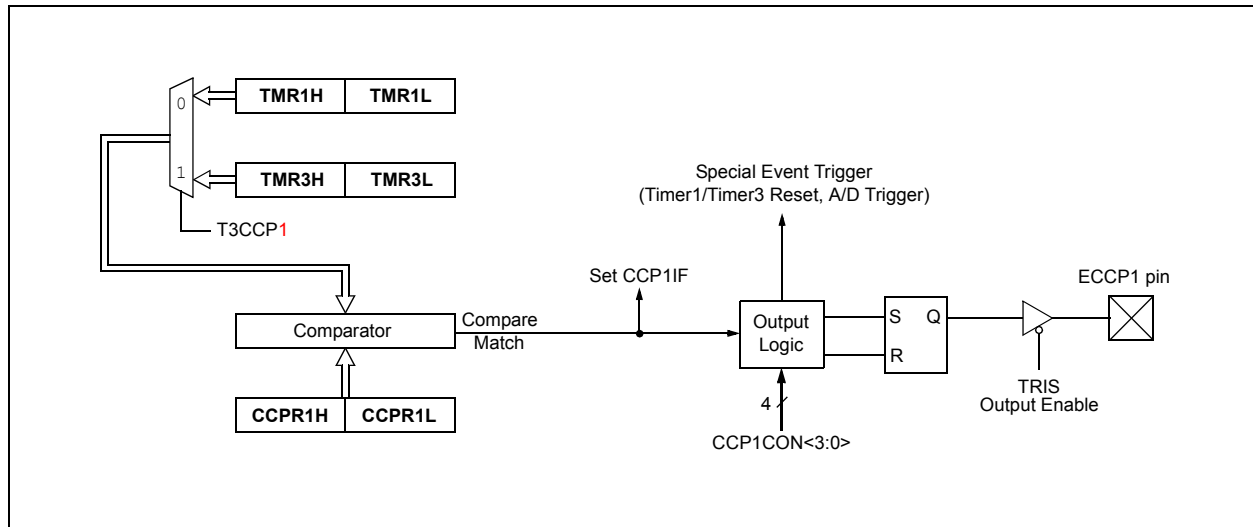 0
TMR1H TMR1L
1
TMR3H TMR3L
T3CCP1
Special Event Trigger
(Timer1/Timer3 Reset, A/D Trigger)
Set CCP1IF
ECCP1 pin
Comparator
Compare
Match
Output
Logic
S Q
R
TRIS
Output Enable
CCPR1H CCPR1L
4
CCP1CON<3:0>